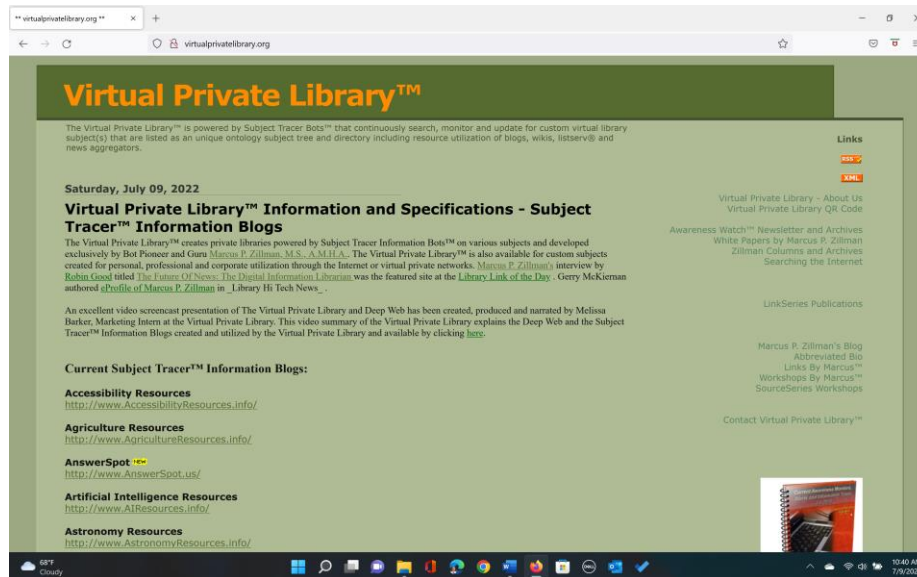 ** virtualprivatelibrary.org **
virtualprivatelibrary.org
Virtual Private Library™
The Virtual Private Library™ is powered by Subject Tracer Bots™ that continuously search, monitor and update for custom virtual library
subject(s) that are listed as an unique ontology subject tree and directory including resource utilization of blogs, wikis, listserv® and
news aggregators.
Saturday, July 09, 2022
Virtual Private Library™ Information and Specifications - Subject
Tracer™ Information Blogs
The Virtual Private Library™ creates private libraries powered by Subject Tracer Information Bots™ on various subjects and developed
exclusively by Bot Pioneer and Guru Marcus P. Zillman, M.S., A.M.H.A.. The Virtual Private Library™ is also available for custom subjects
created for personal, professional and corporate utilization through the Internet or virtual private networks. Marcus P. Zillman's interview by
Robin Good titled The Future Of News: The Digital Information Librarian was the featured site at the Library Link of the Day . Gerry McKiernan
authored eProfile of Marcus P. Zillman in _Library Hi Tech News_ .
An excellent video screencast presentation of The Virtual Private Library and Deep Web has been created, produced and narrated by Melissa
Barker, Marketing Intern at the Virtual Private Library. This video summary of the Virtual Private Library explains the Deep Web and the Subject
Tracer™ Information Blogs created and utilized by the Virtual Private Library and available by clicking here.
Current Subject Tracer™ Information Blogs:
Accessibility Resources
http://www.AccessibilityResources.info/
Agriculture Resources
http://www.AgricultureResources.info/
AnswerSpot NEW
http://www.AnswerSpot.us/
Artificial Intelligence Resources
http://www.AIResources.info/
Astronomy Resources
http://www.AstronomyResources.info/
Links
RSS
XML
Virtual Private Library - About Us
Virtual Private Library QR Code
Awareness Watch™ Newsletter and Archives
White Papers by Marcus P. Zillman
Zillman Columns and Archives
Searching the Internet
LinkSeries Publications
Marcus P. Zillman's Blog
Abbreviated Bio
Links By Marcus™
Workshops By Marcus™
SourceSeries Workshops
Contact Virtual Private Library™
68°F
Cloudy
10:40 AM
7/9/202